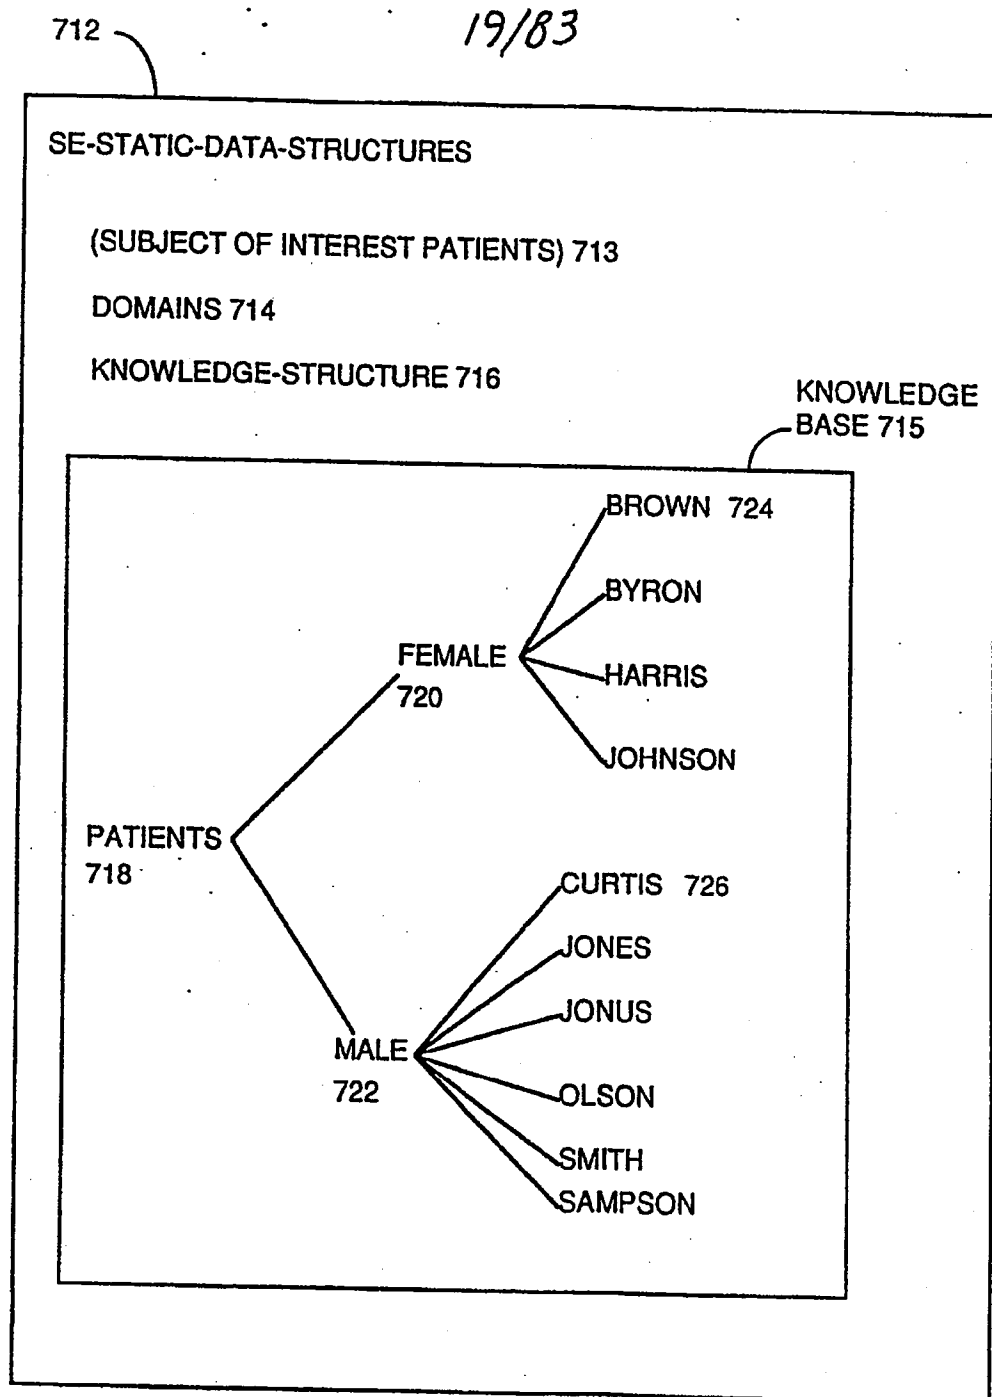 19/83
712
SE-STATIC-DATA-STRUCTURES
(SUBJECT OF INTEREST PATIENTS) 713
DOMAINS 714
KNOWLEDGE-STRUCTURE 716
KNOWLEDGE
BASE 715
BROWN 724
BYRON
FEMALE
720
HARRIS
JOHNSON
PATIENTS
718
CURTIS 726
JONES
JONUS
MALE
722
OLSON
SMITH
SAMPSON